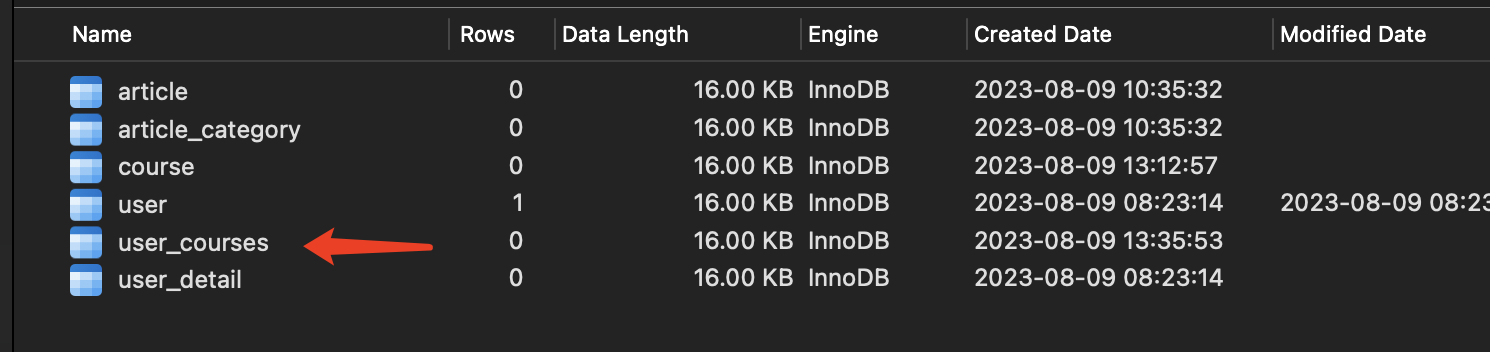 Name Rows Data Length Engine Created Date Modified Date
article 0 16.00 KB InnoDB 2023-08-09 10:35:32
article_category 0 16.00 KB InnoDB 2023-08-09 10:35:32
course 0 16.00 KB InnoDB 2023-08-09 13:12:57
user 1 16.00 KB InnoDB 2023-08-09 08:23:14 2023-08-09 08:23
user_courses 0 16.00 KB InnoDB 2023-08-09 13:35:53
user_detail 0 16.00 KB InnoDB 2023-08-09 08:23:14